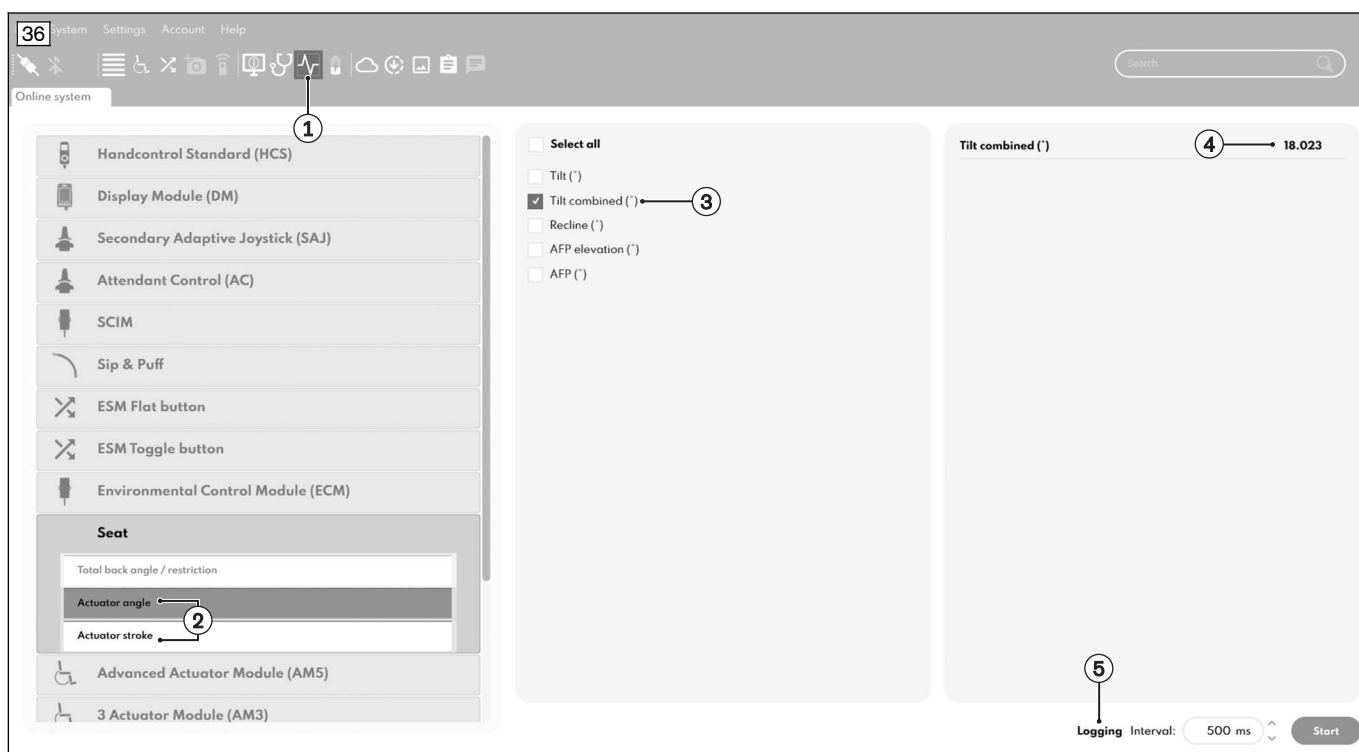 36
System Settings Account Help
Search
Online system
1
Handcontrol Standard (HCS)
Display Module (DM)
Secondary Adaptive Joystick (SAJ)
Attendant Control (AC)
SCIM
Sip & Puff
ESM Flat button
ESM Toggle button
Environmental Control Module (ECM)
Seat
Total back angle / restriction
Actuator angle
2
Actuator stroke
Advanced Actuator Module (AM5)
3 Actuator Module (AM3)
Select all
Tilt (°)
Tilt combined (°) 3
Recline (°)
AFP elevation (°)
AFP (°)
Tilt combined (°) 4 18.023
5
Logging Interval: 500 ms Start